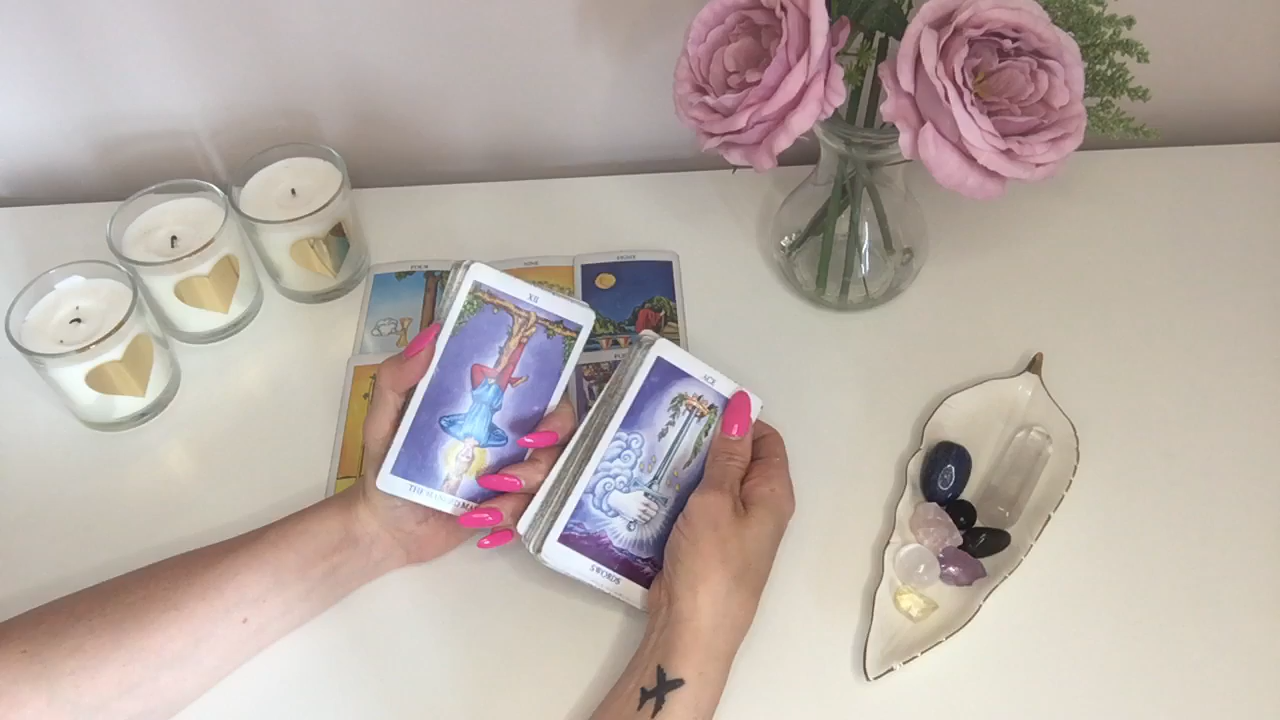 FOUR
NINE
EIGHT
XII
THE HANGED MAN
ACE
SWORDS